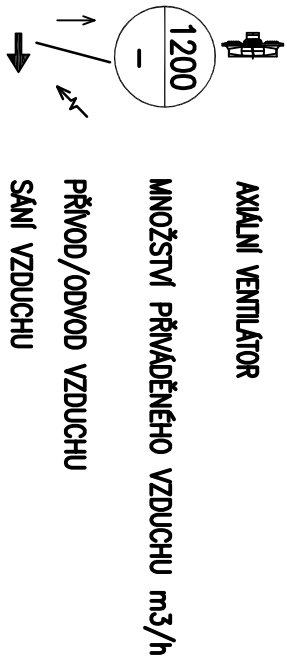 AXIÁLNÍ VENTILÁTOR
1200
-
MNOŽSTVÍ PŘIVÁDĚNÉHO VZDUCHU m3/h
PŘÍVOD/ODVOD VZDUCHU
SÁNÍ VZDUCHU